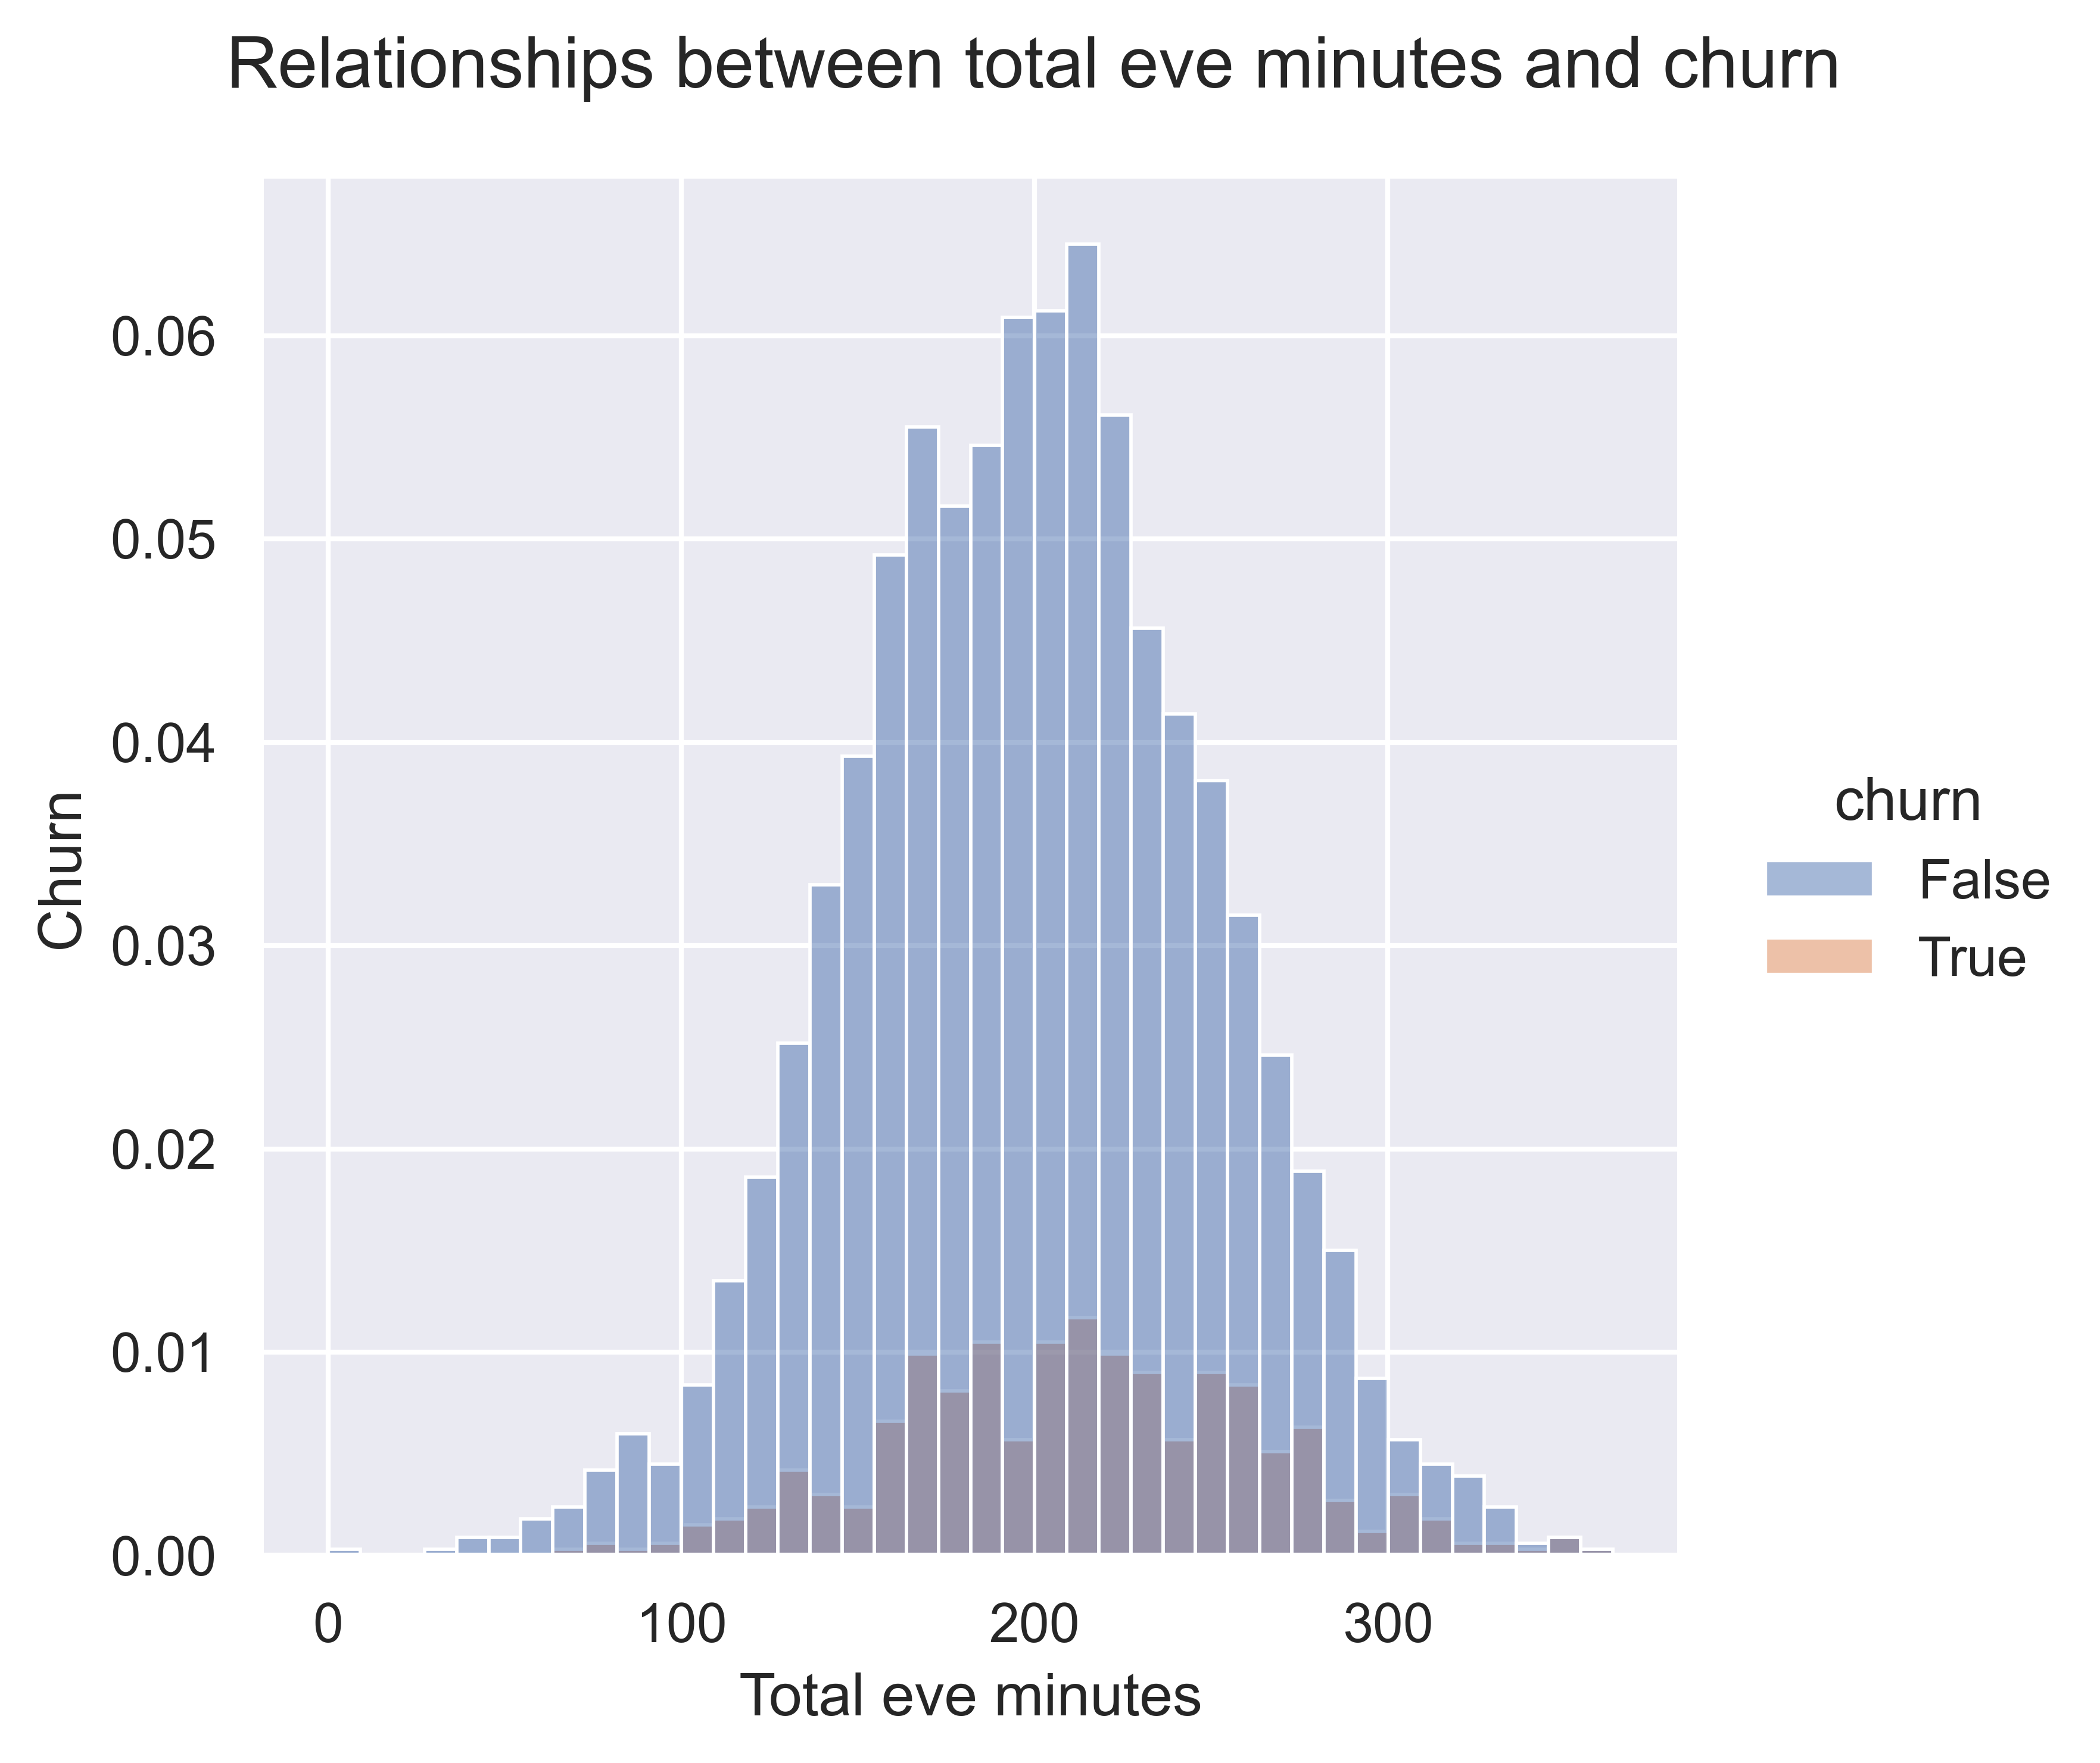 Relationships between total eve minutes and churn
0.06
0.05
0.04
0.03
0.02
0.01
0.00
Churn
0 100 200 300
Total eve minutes
churn
False
True